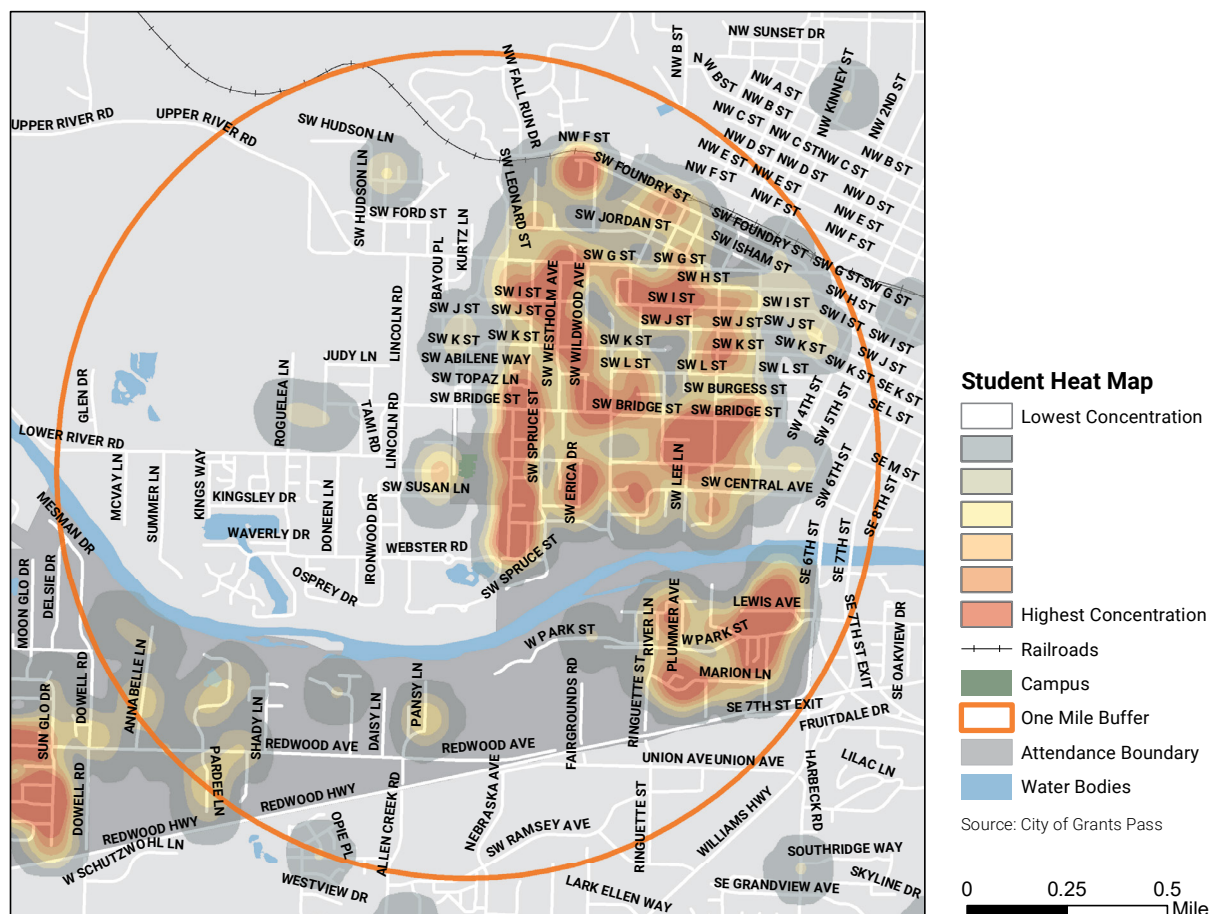 NW SUNSET DR
NW B ST
N W B ST
NW A ST
NW KINNEY ST
NW 2ND ST
NW B ST
NW FALL RUN DR
UPPER RIVER RD
UPPER RIVER RD
SW HUDSON LN
NW C ST
NW C ST
NW C ST
NW B ST
NW F ST
NW D ST
NW D ST
NW D ST
NW E ST
NW E ST
NW E ST
NW F ST
NW F ST
NW F ST
SW LEONARD ST
SW FOUNDRY ST
SW HUDSON LN
SW FORD ST
SW JORDAN ST
SW FOUNDRY ST
SW ISHAM ST
BAYOU PL
KURTZ LN
SW G ST
SW G ST
SW G ST
SW G ST
SW H ST
SW H ST
SW I ST
SW I ST
SW I ST
SW I ST
SW I ST
LINCOLN RD
SW J ST
SW J ST
SW J ST
SW J ST
SW J ST
SW J ST
SW WESTHOLM AVE
SW WILDWOOD AVE
SW K ST
SW K ST
SW K ST
SW K ST
SW K ST
SW K ST
SE K ST
JUDY LN
SW ABILENE WAY
SW L ST
SW L ST
SW L ST
SE L ST
GLEN DR
ROGUELEA LN
TAMI RD
SW TOPAZ LN
SW BURGESS ST
SW BRIDGE ST
SW BRIDGE ST
SW BRIDGE ST
SW 4TH ST
SW 5TH ST
LOWER RIVER RD
LINCOLN RD
SW SPRUCE ST
SW ERICA DR
SW LEE LN
SW 6TH ST
SE M ST
MCVAY LN
SUMMER LN
KINGS WAY
KINGSLEY DR
DONEEN LN
IRONWOOD DR
SW SUSAN LN
SW CENTRAL AVE
SE 8TH ST
MESMAN DR
WAVERLY DR
WEBSTER RD
SW SPRUCE ST
SE 6TH ST
SE 7TH ST
MOON GLO DR
DELSIE DR
OSPREY DR
PLUMMER AVE
LEWIS AVE
RIVER LN
W PARK ST
W PARK ST
SE 7TH ST EXIT
SE OAKVIEW DR
ANNABELLE LN
DOWELL RD
SUN GLO DR
SHADY LN
DAISY LN
PANSY LN
FAIRGROUNDS RD
RINGUETTE ST
MARION LN
SE 7TH ST EXIT
FRUITDALE DR
REDWOOD AVE
REDWOOD AVE
UNION AVE
UNION AVE
LILAC LN
PARDEE LN
DOWELL RD
REDWOOD HWY
REDWOOD HWY
ALLEN CREEK RD
NEBRASKA AVE
RINGUETTE ST
WILLIAMS HWY
HARBECK RD
W SCHUTZWOHL LN
OPIE PL
SW RAMSEY AVE
SOUTHRIDGE WAY
WESTVIEW DR
LARK ELLEN WAY
SE GRANDVIEW AVE
SKYLINE DR
Student Heat Map
Lowest Concentration
Highest Concentration
Railroads
Campus
One Mile Buffer
Attendance Boundary
Water Bodies
Source: City of Grants Pass
0 0.25 0.5
Mile